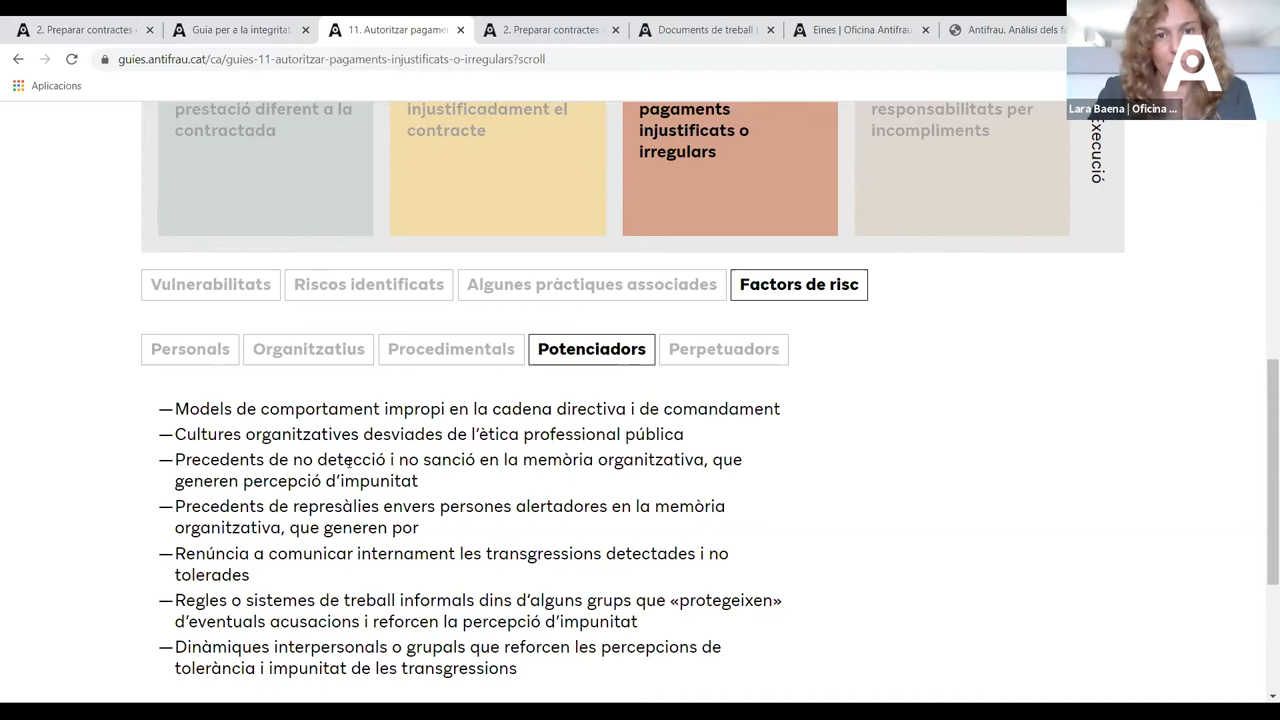 2. Preparar contractes
Guia per a la integritat
11. Autoritzar pagame
2. Preparar contractes
Documents de treball
Eines | Oficina Antifrau
Antifrau. Anàlisi dels fa
guies.antifrau.cat/ca/guies-11-autoritzar-pagaments-injustificats-o-irregulars?scroll
Aplicacions
Lara Baena | Oficina ...
prestació diferent a la
contractada
injustificadament el
contracte
pagaments
injustificats o
irregulars
responsabilitats per
incompliments
Execució
Vulnerabilitats
Riscos identificats
Algunes pràctiques associades
Factors de risc
Personals
Organitzatius
Procedimentals
Potenciadors
Perpetuadors
—Models de comportament impropi en la cadena directiva i de comandament
—Cultures organitzatives desviades de l'ètica professional pública
—Precedents de no detecció i no sanció en la memòria organitzativa, que
generen percepció d'impunitat
—Precedents de represàlies envers persones alertadores en la memòria
organitzativa, que generen por
—Renúncia a comunicar internament les transgressions detectades i no
tolerades
—Regles o sistemes de treball informals dins d'alguns grups que «protegeixen»
d'eventuals acusacions i reforcen la percepció d'impunitat
—Dinàmiques interpersonals o grupals que reforcen les percepcions de
tolerància i impunitat de les transgressions